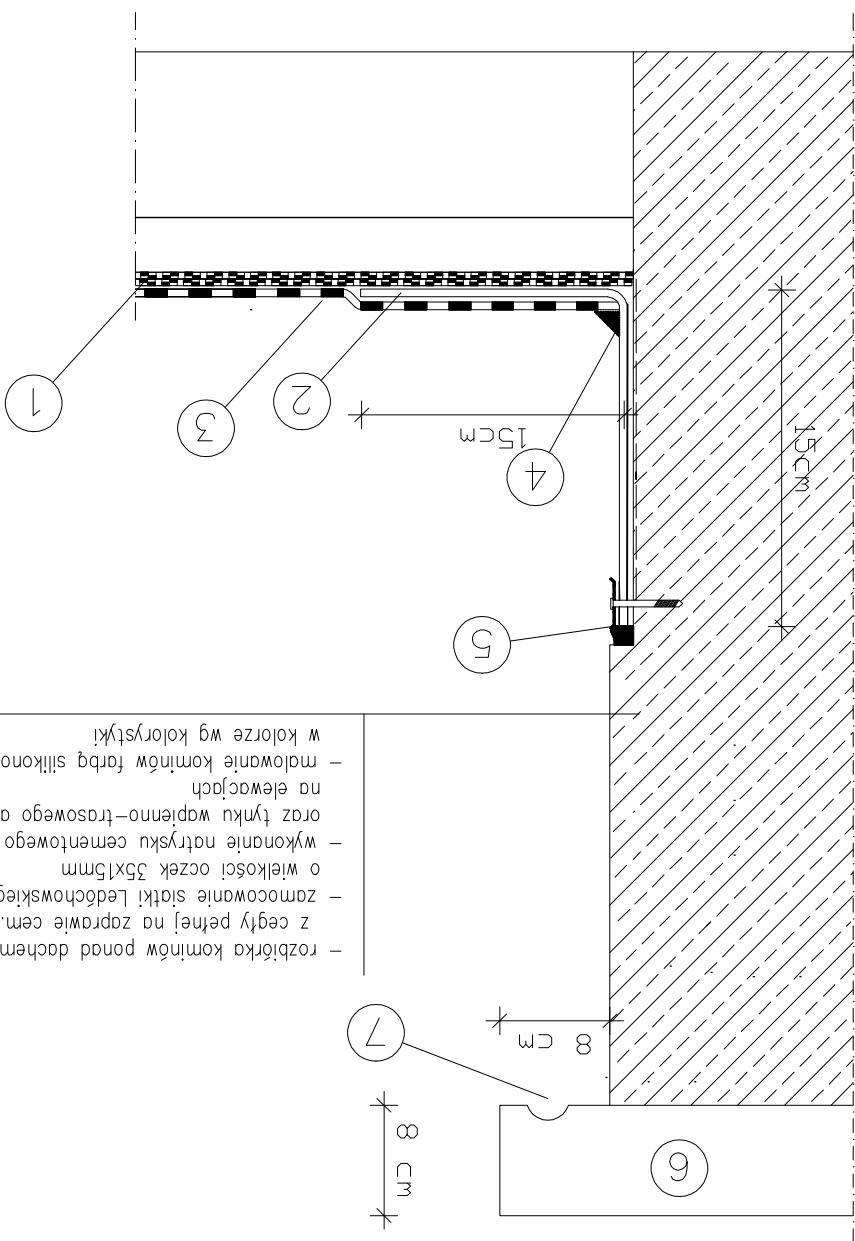 6
8 cm
7
8 cm
– rozbiórka kominów ponad dachem
z cegły pełnej na zaprawie cem.
– zamocowanie siatki Ledóchowskieg
o wielkości oczek 35x15mm
– wykonanie natrysku cementowego
oraz tynku wapienno–trasowego a
na elewacjach
– malowanie kominów farbą silikono
w kolorze wg kolorystyki
5
15cm
4
15cm
2
3
1